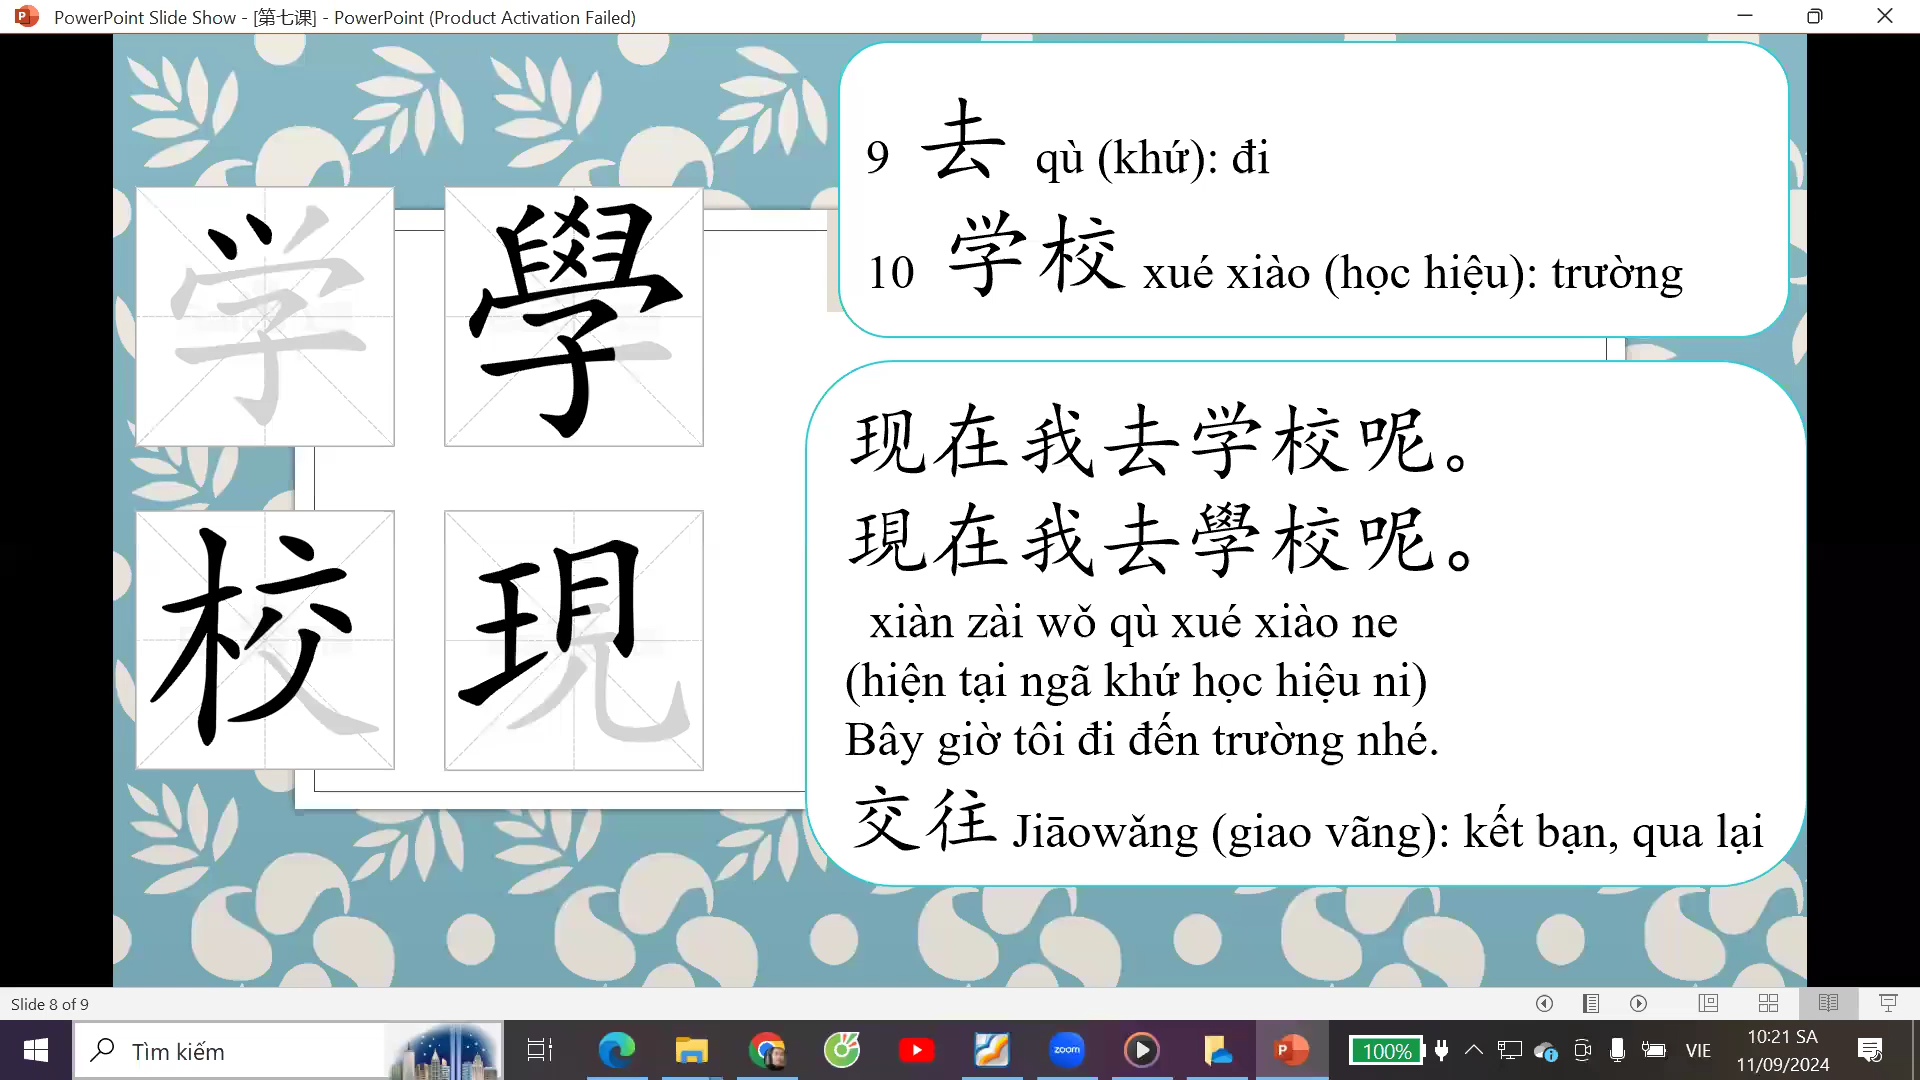 PowerPoint Slide Show - [第七课] - PowerPoint (Product Activation Failed)
学
學
校
現
9 去 qù (khứ): đi
10 学校 xué xiào (học hiệu): trường
现在我去学校呢。
現在我去學校呢。
xiàn zài wǒ qù xué xiào ne
(hiện tại ngã khứ học hiệu ni)
Bây giờ tôi đi đến trường nhé.
交往 Jiāowǎng (giao vãng): kết bạn, qua lại
Slide 8 of 9
Tìm kiếm
zoom
100%
VIE
10:21 SA
11/09/2024